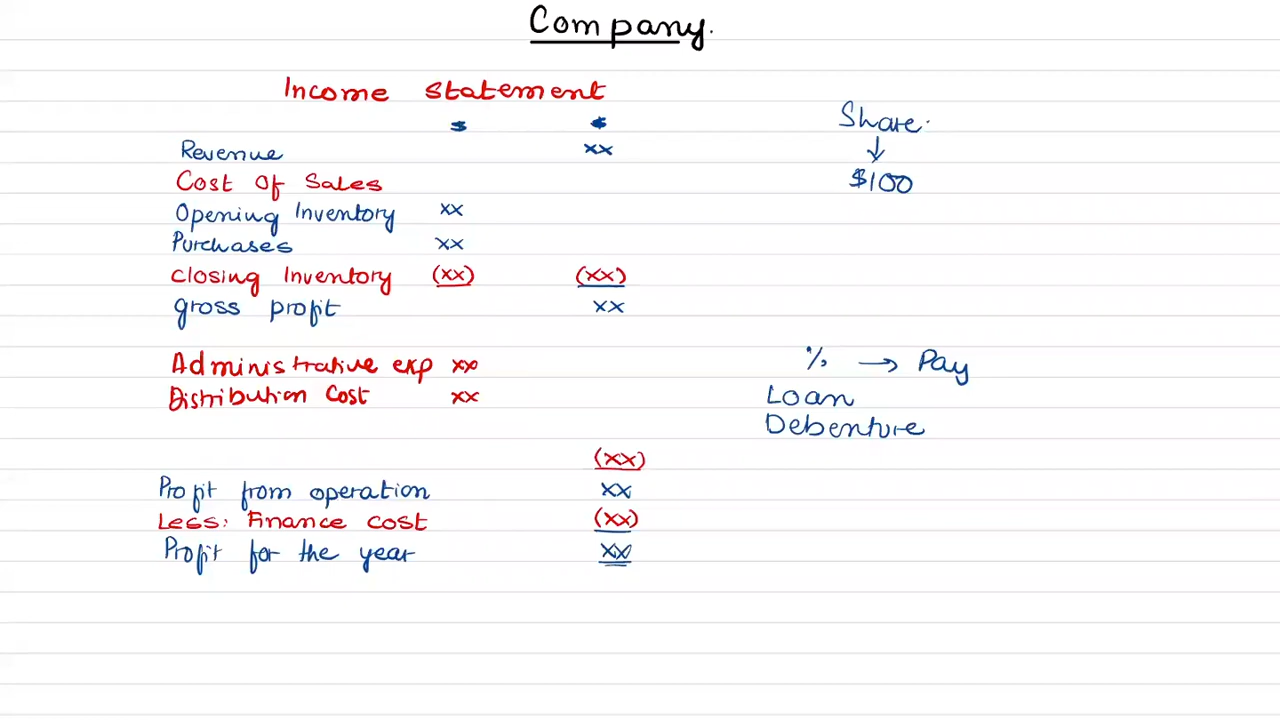 Company.
Income statement
$ $
Revenue xx
Cost Of Sales
Opening Inventory xx
Purchases xx
Closing Inventory (xx) (xx)
gross profit xx
Administrative exp xx
Distribution Cost xx
(xx)
Profit from operation xx
Less: Finance cost (xx)
Profit for the year xx
Share.
↓
$100
% → Pay
Loan
Debenture